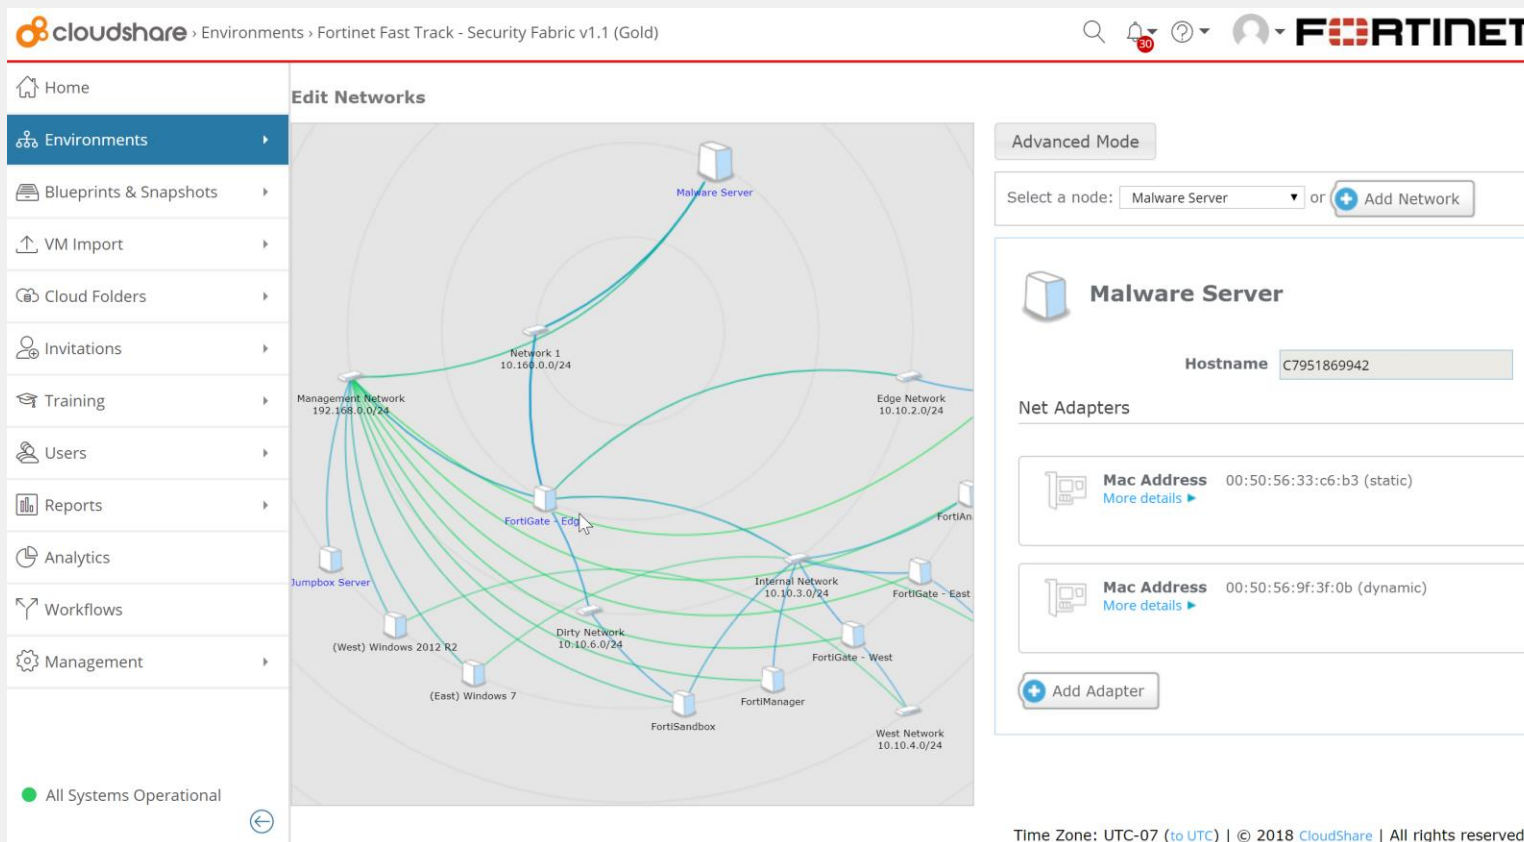 cloudshare › Environments › Fortinet Fast Track - Security Fabric v1.1 (Gold)
30
FORTINET
Home
Environments
Blueprints & Snapshots
VM Import
Cloud Folders
Invitations
Training
Users
Reports
Analytics
Workflows
Management
All Systems Operational
Edit Networks
Malware Server
Network 1
10.160.0.0/24
Management Network
192.168.0.0/24
Edge Network
10.10.2.0/24
FortiGate - Edg
FortiAn
Jumpbox Server
Internal Network
10.10.3.0/24
FortiGate - East
Dirty Network
10.10.6.0/24
(West) Windows 2012 R2
FortiGate - West
(East) Windows 7
FortiManager
FortiSandbox
West Network
10.10.4.0/24
Advanced Mode
Select a node: Malware Server or Add Network
Malware Server
Hostname C7951869942
Net Adapters
Mac Address 00:50:56:33:c6:b3 (static)
More details
Mac Address 00:50:56:9f:3f:0b (dynamic)
More details
Add Adapter
Time Zone: UTC-07 (to UTC) | © 2018 CloudShare | All rights reserved